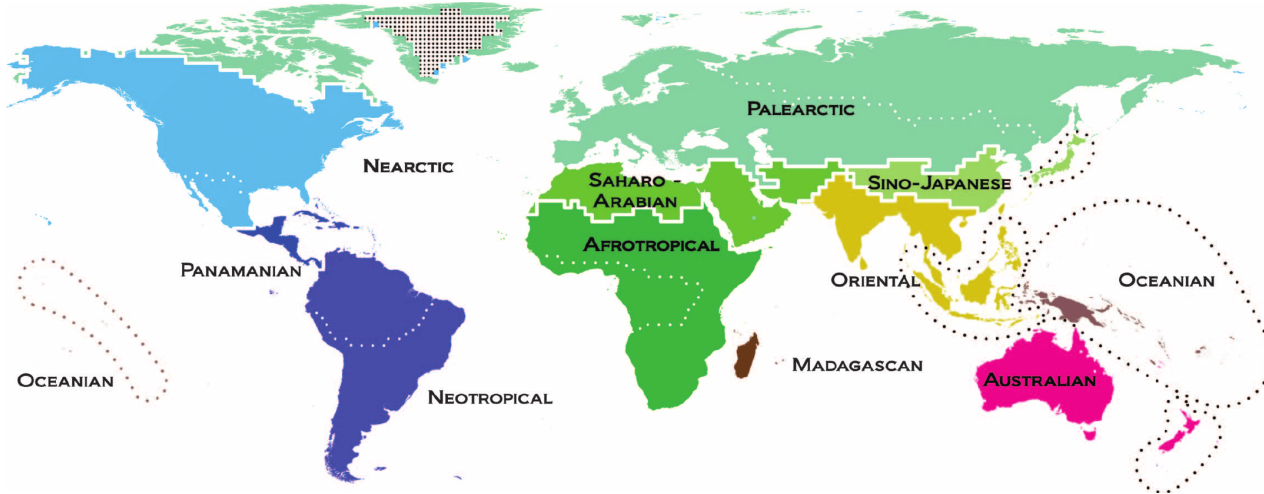 PALEARCTIC
NEARCTIC
SAHARO -
ARABIAN
SINO-JAPANESE
AFROTROPICAL
PANAMANIAN
ORIENTAL
OCEANIAN
OCEANIAN
MADAGASCAN
AUSTRALIAN
NEOTROPICAL